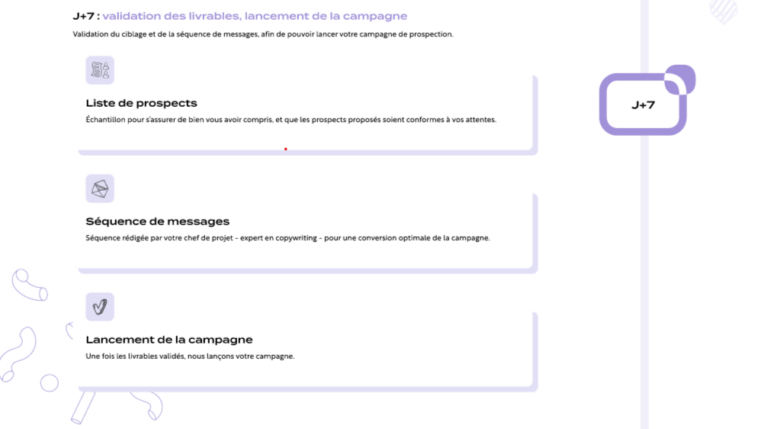 J+7 : validation des livrables, lancement de la campagne
Validation du ciblage et de la séquence de messages, afin de pouvoir lancer votre campagne de prospection.
J+7
Liste de prospects
Échantillon pour s'assurer de bien vous avoir compris, et que les prospects proposés soient conformes à vos attentes.
Séquence de messages
Séquence rédigée par votre chef de projet - expert en copywriting - pour une conversion optimale de la campagne.
Lancement de la campagne
Une fois les livrables validés, nous lançons votre campagne.